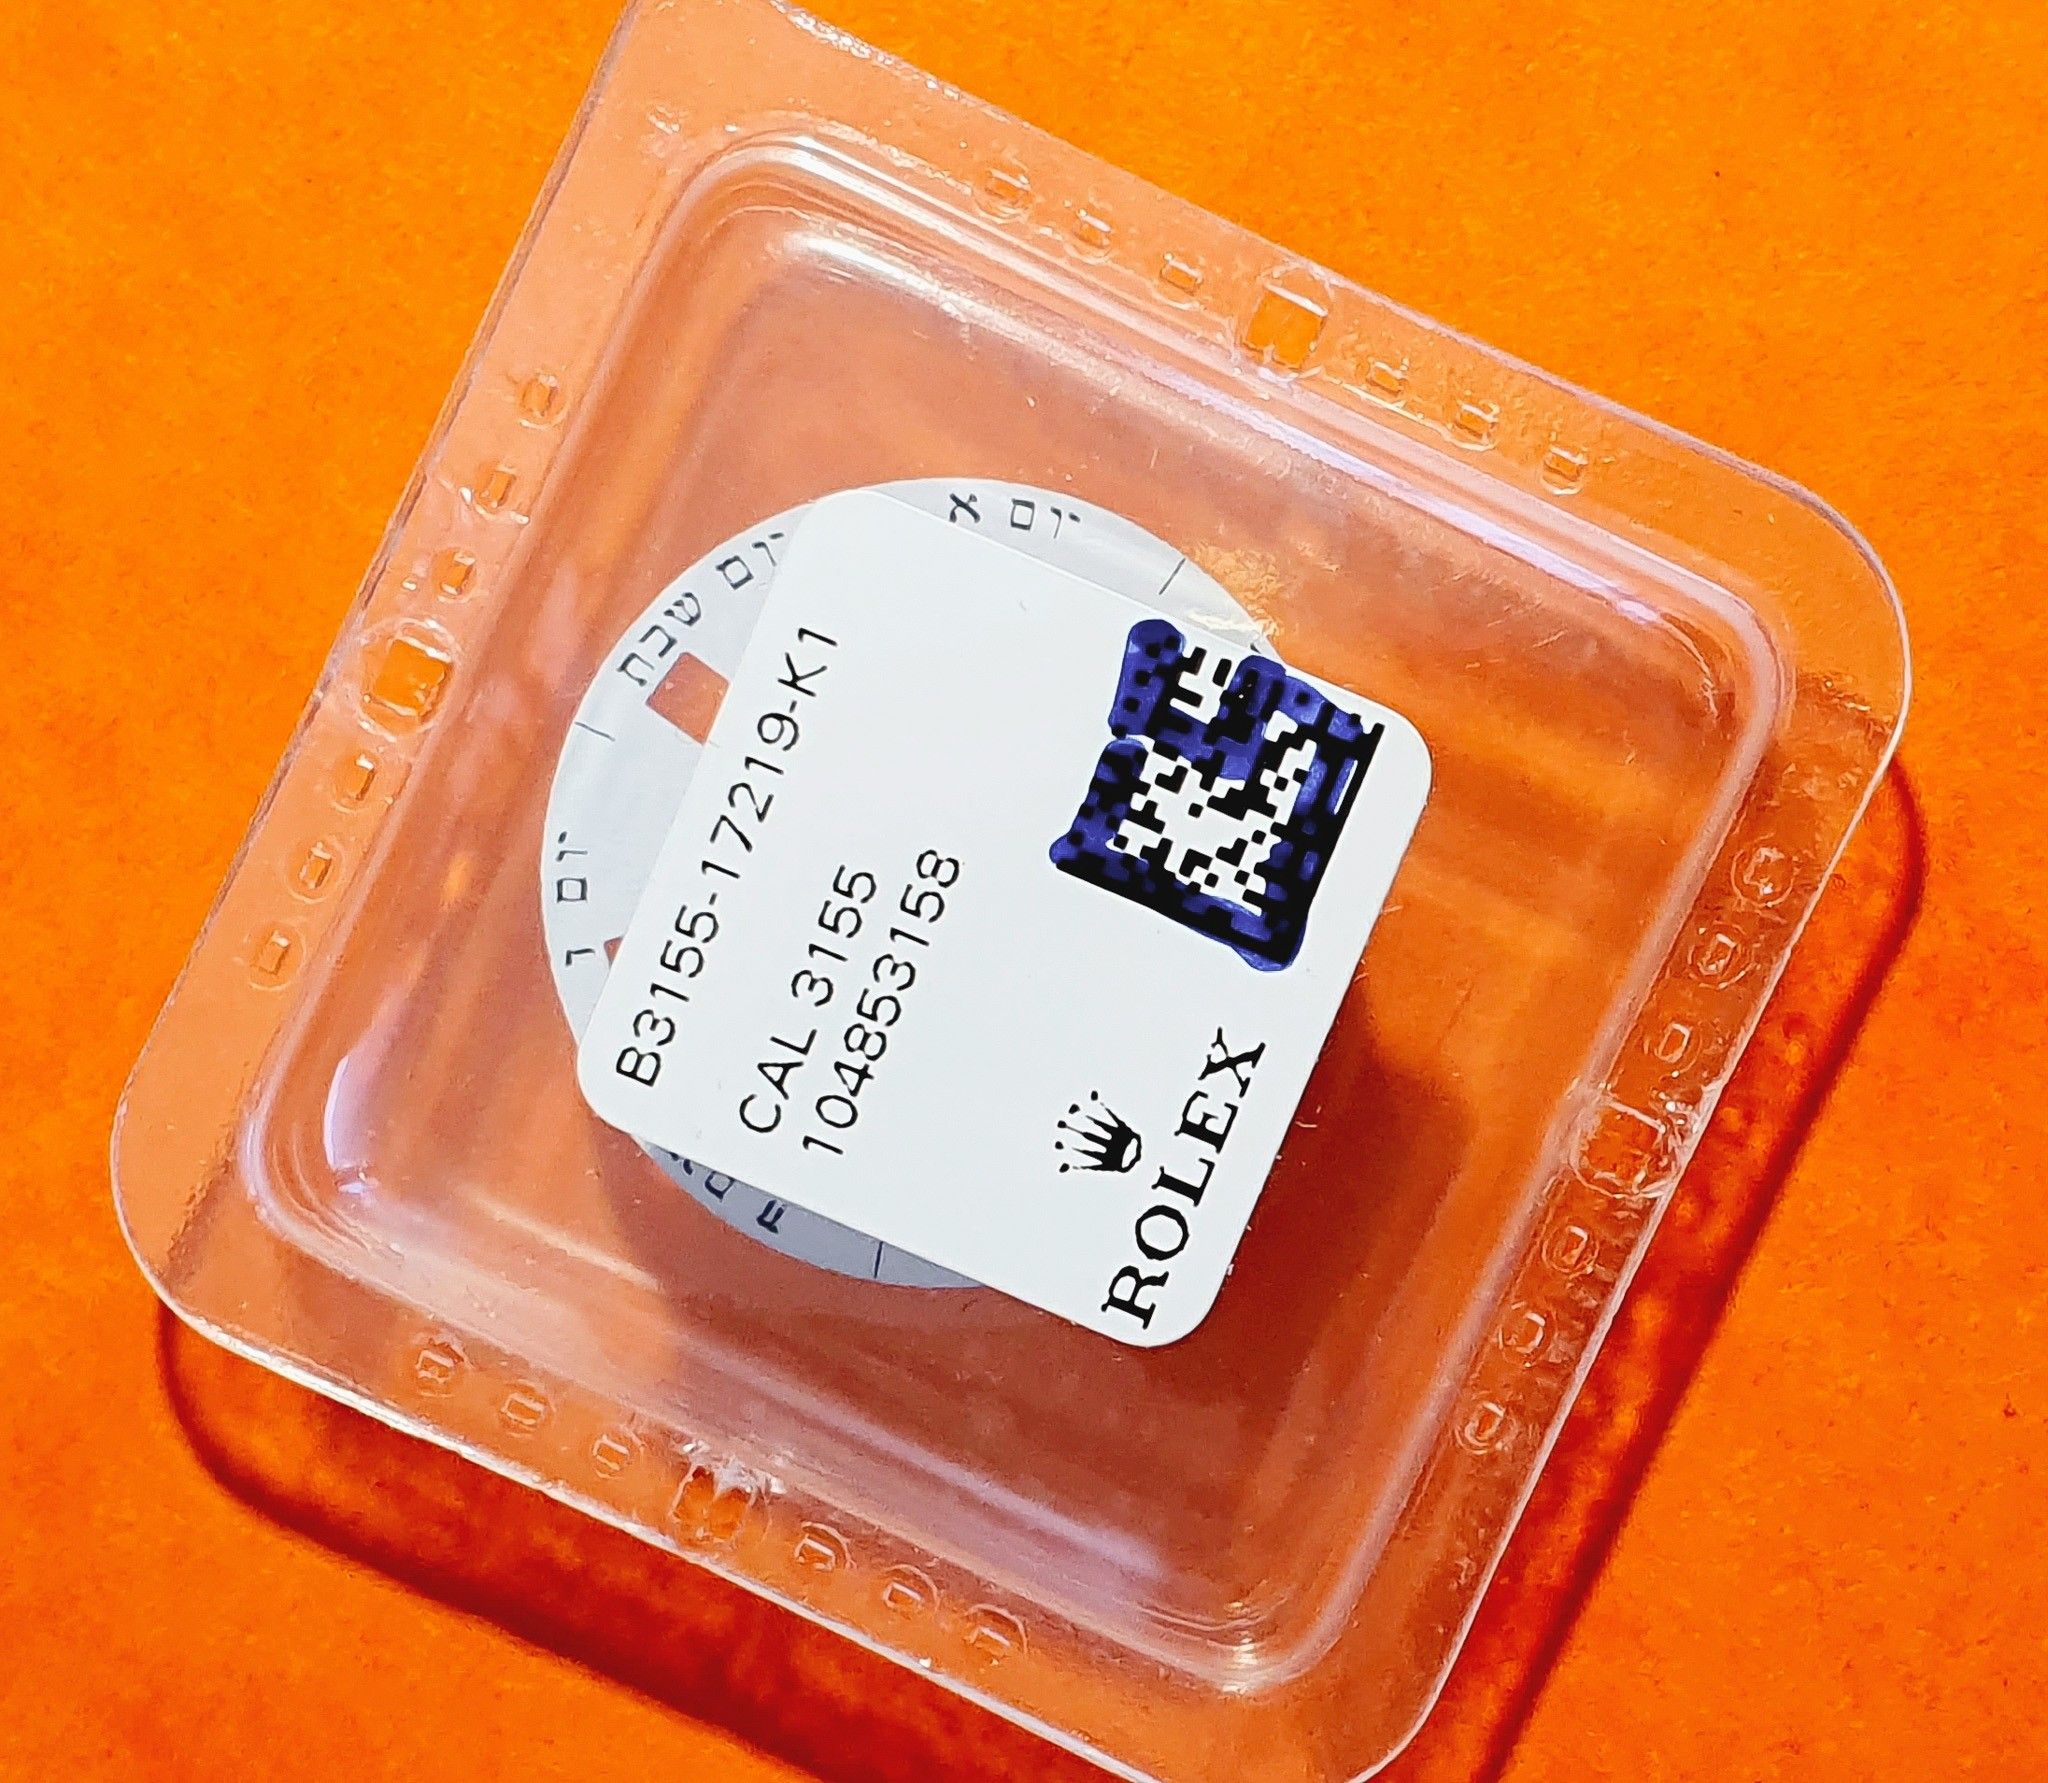 B3155-17219-K1
CAL 3155
104853158
ROLEX
יום א
יום שבת
יום ו